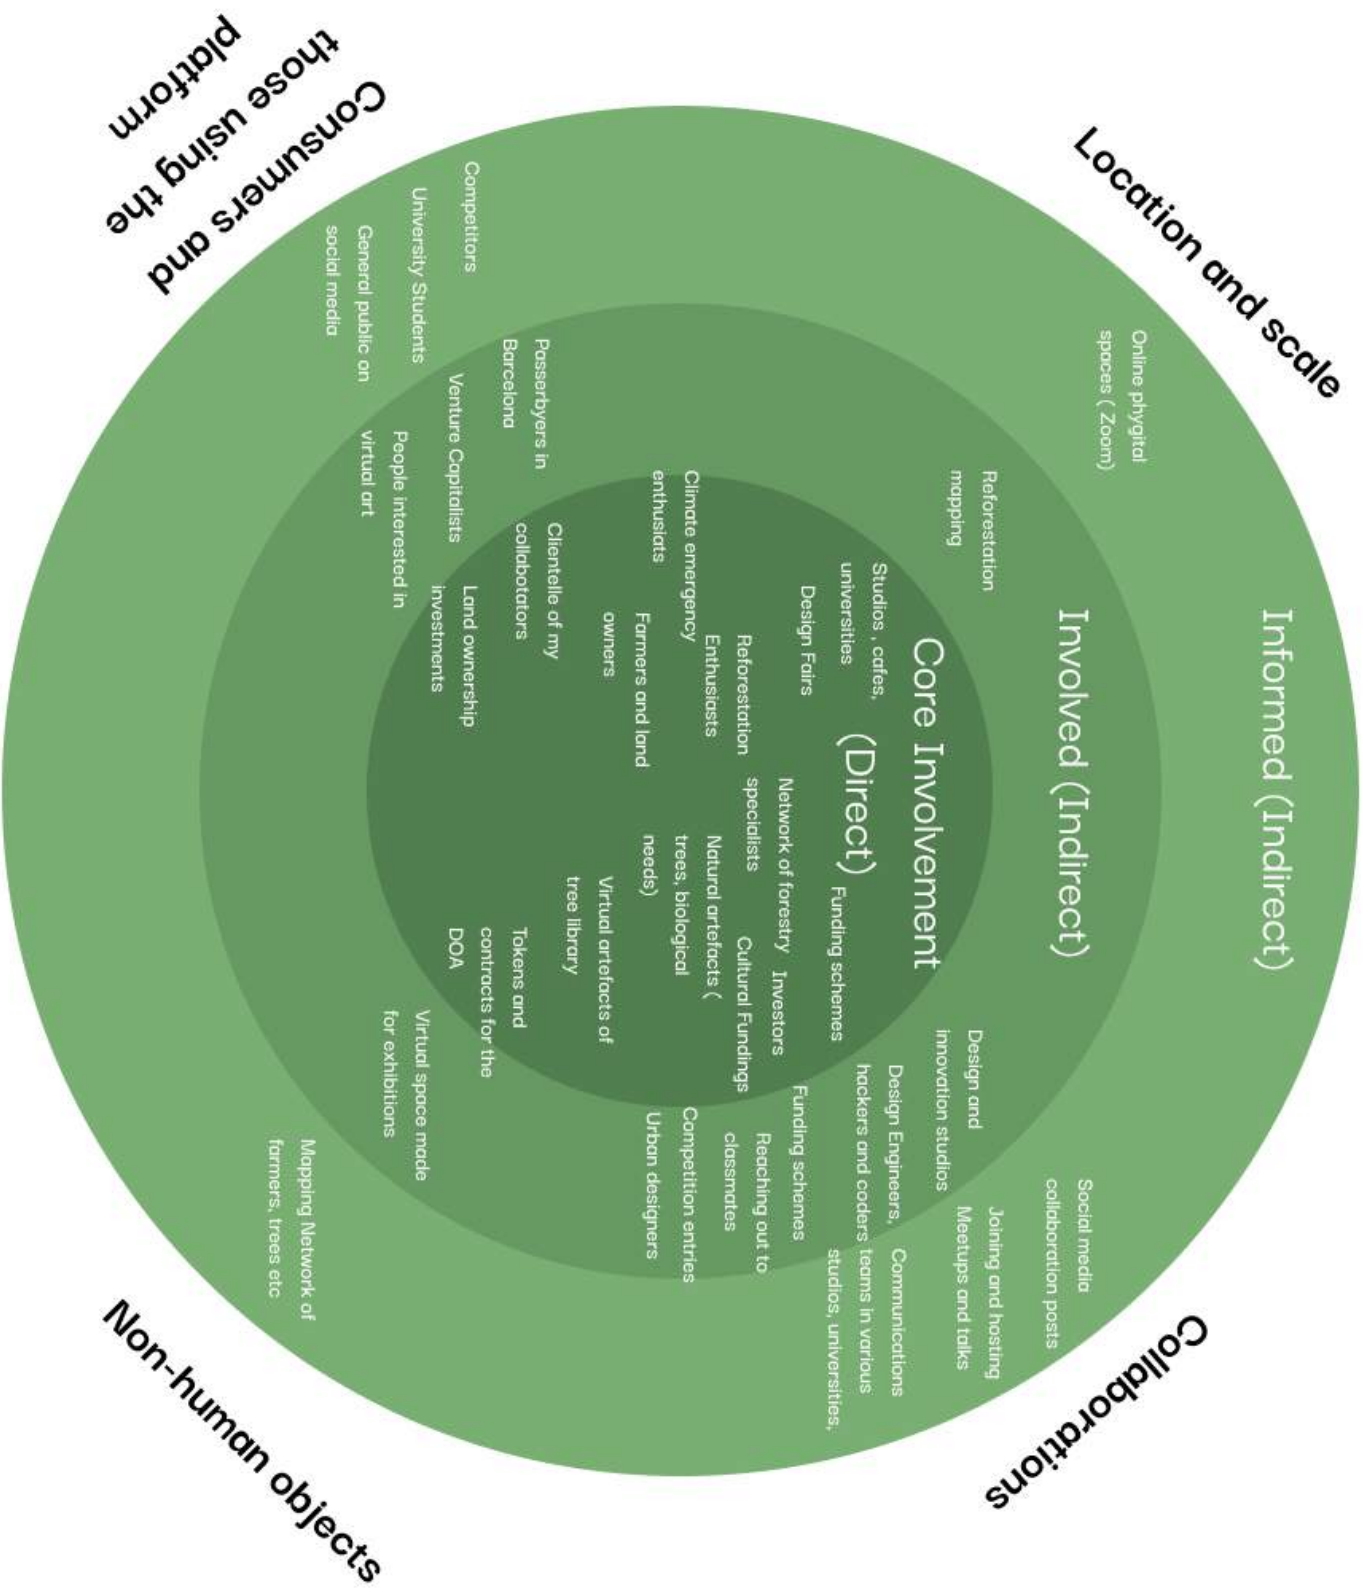 Location and scale
Collaborations
Consumers and
those using the
platform
Non-human objects
Informed (Indirect)
Involved (Indirect)
Core Involvement
(Direct)
Online phygital
spaces ( Zoom)
Reforestation
mapping
Studios , cafes,
universities
Design Fairs
Social media
collaboration posts
Joining and hosting
Meetups and talks
Design and
innovation studios
Design Engineers,
hackers and coders
Communications
teams in various
studios, universities,
Funding schemes
Investors
Cultural Fundings
Funding schemes
Reaching out to
classmates
Competition entries
Urban designers
Network of forestry
specialists
Reforestation
Enthusiasts
Climate emergency
enthusiats
Farmers and land
owners
Clientelle of my
collabotators
Land ownership
investments
Passerbyers in
Barcelona
Venture Capitalists
People interested in
virtual art
Competitors
University Students
General public on
social media
Natural artefacts (
trees, biological
needs)
Virtual artefacts of
tree library
Tokens and
contracts for the
DOA
Virtual space made
for exhibitions
Mapping Network of
farmers, trees etc